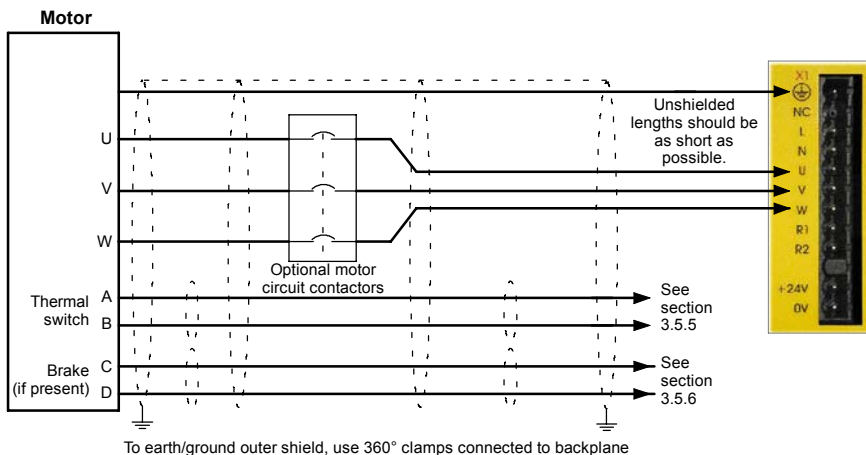 Motor
U
V
W
Thermal
switch
A
B
Brake
(if present)
C
D
Optional motor
circuit contactors
Unshielded
lengths should be
as short as
possible.
See
section
3.5.5
See
section
3.5.6
X1
NC
L
N
U
V
W
R1
R2
+24V
0V
To earth/ground outer shield, use 360° clamps connected to backplane